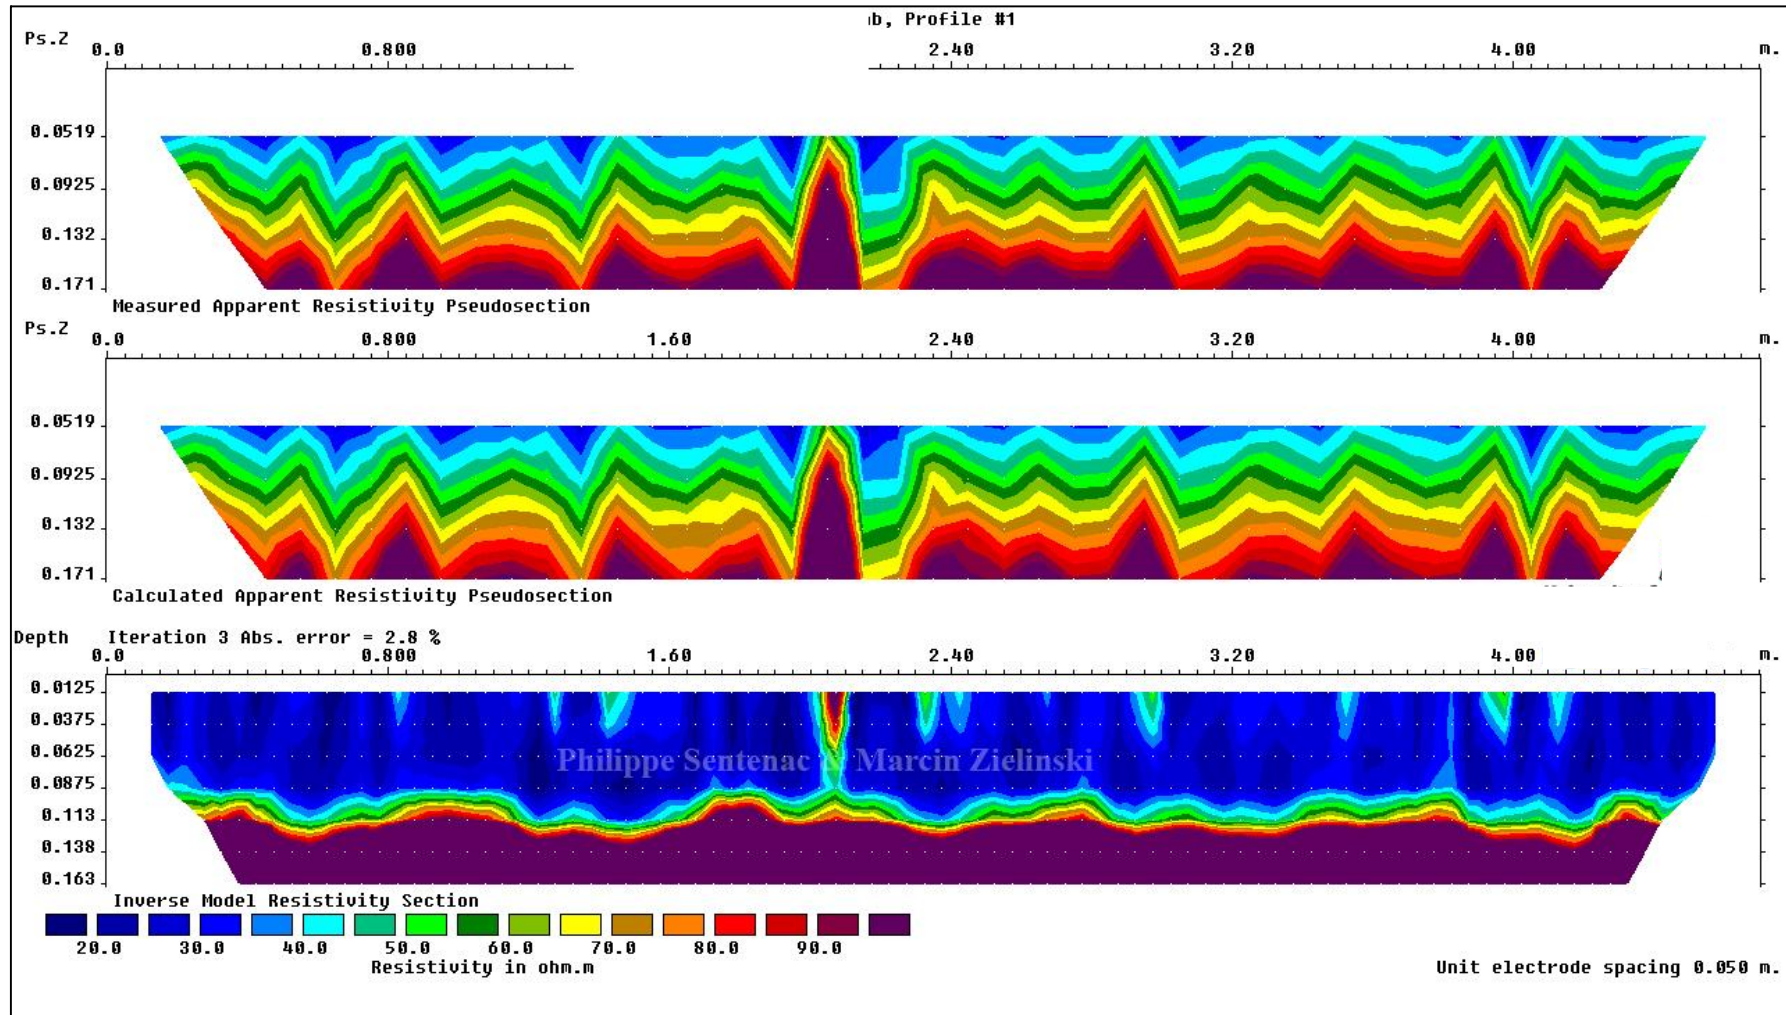 ıb, Profile #1
Ps.Z 0.0 0.800 2.40 3.20 4.00 m.
0.0519
0.0925
0.132
0.171
Measured Apparent Resistivity Pseudosection
Ps.Z 0.0 0.800 1.60 2.40 3.20 4.00 m.
0.0519
0.0925
0.132
0.171
Calculated Apparent Resistivity Pseudosection
Depth Iteration 3 Abs. error = 2.8 %
0.0 0.800 1.60 2.40 3.20 4.00 m.
0.0125
0.0375
0.0625
Philippe Sentenac & Marcin Zielinski
0.0875
0.113
0.138
0.163
Inverse Model Resistivity Section
20.0 30.0 40.0 50.0 60.0 70.0 80.0 90.0
Resistivity in ohm.m
Unit electrode spacing 0.050 m.